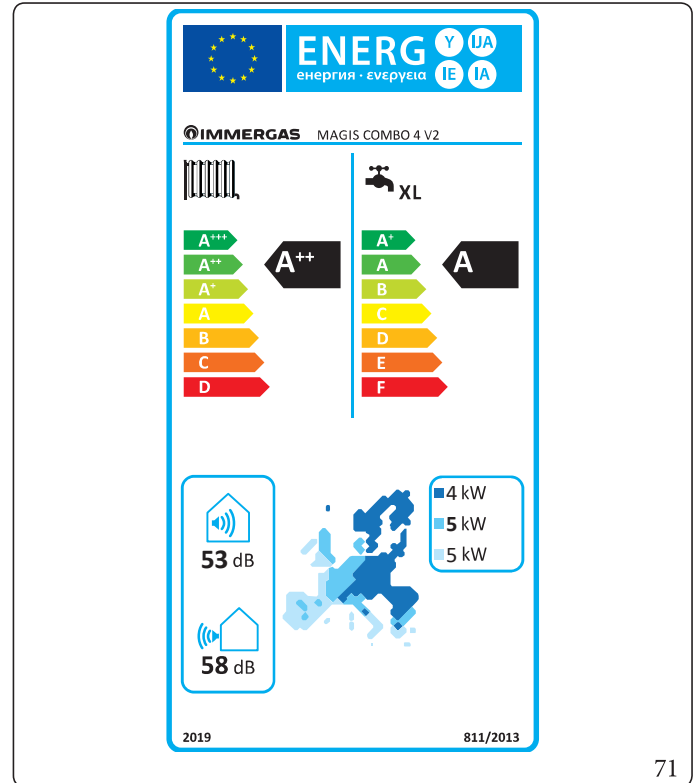 ENERG
енергия · ενεργεια
Y IJA
IE IA
IMMERGAS MAGIS COMBO 4 V2
XL
A+++
A++
A+
A
B
C
D
A++
A+
A
B
C
D
E
F
A
53 dB
58 dB
4 kW
5 kW
5 kW
2019
811/2013
71